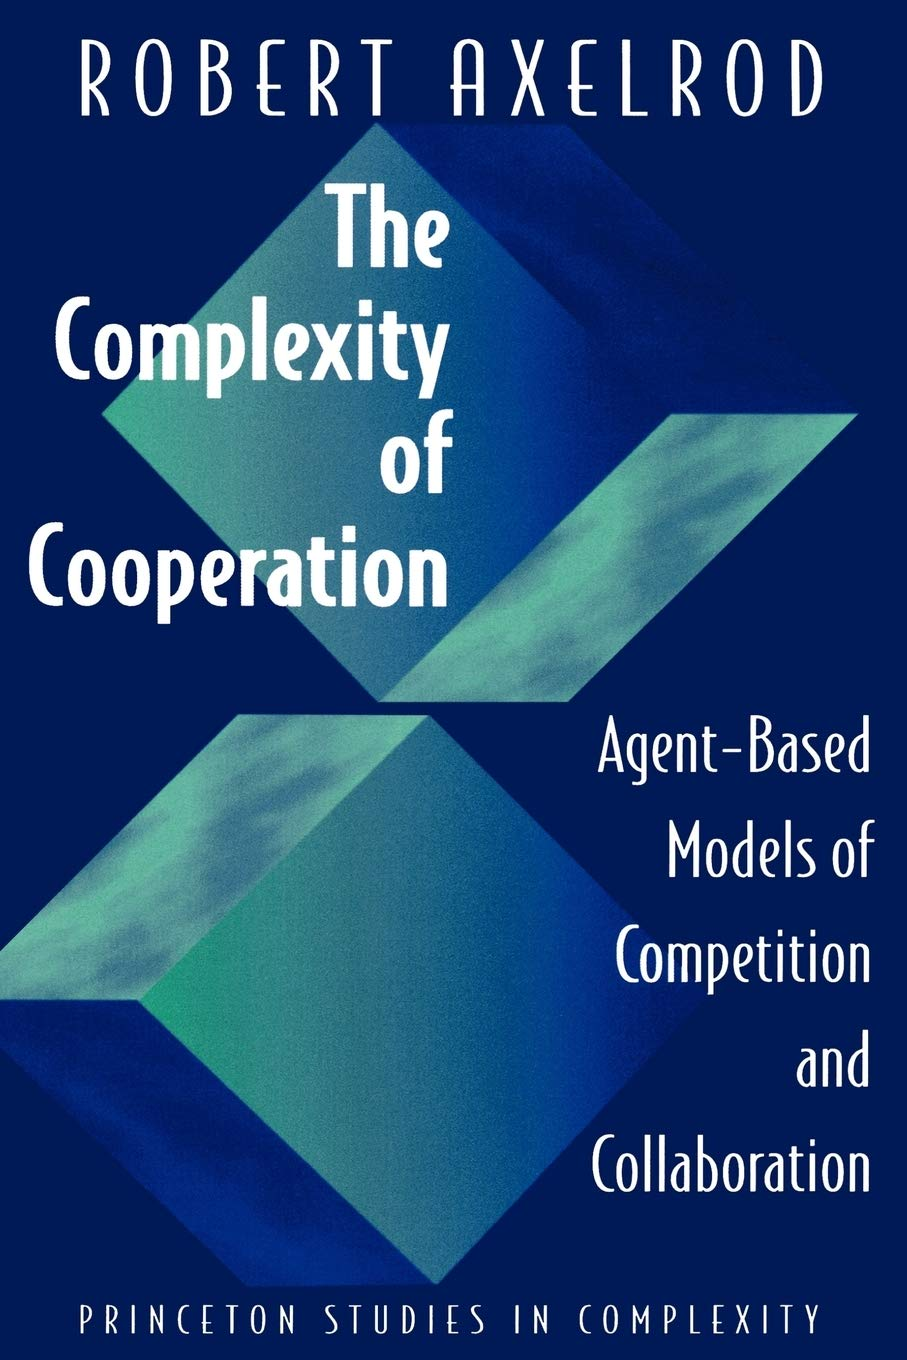 ROBERT AXELROD
The
Complexity
of
Cooperation
Agent-Based
Models of
Competition
and
Collaboration
PRINCETON STUDIES IN COMPLEXITY